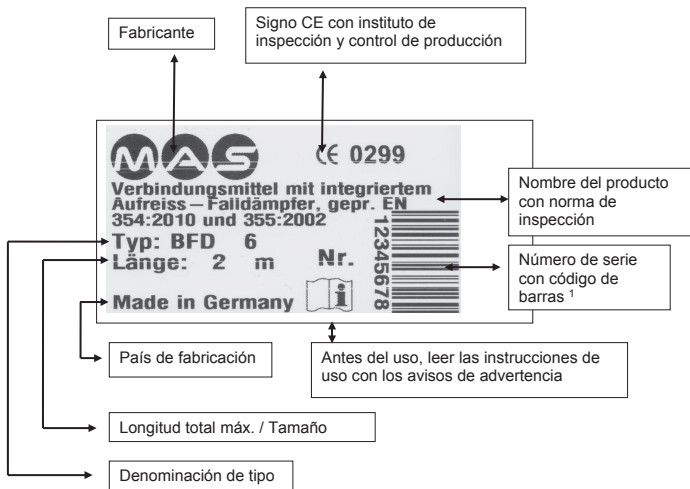 Fabricante
Signo CE con instituto de
inspección y control de producción
MAS
CE 0299
Verbindungsmittel mit integriertem
Aufreiss – Falldämpfer, gepr. EN
354:2010 und 355:2002
Typ: BFD 6
Länge: 2 m
Nr.
12345678
Made in Germany
i
Nombre del producto
con norma de
inspección
Número de serie
con código de
barras 1
País de fabricación
Antes del uso, leer las instrucciones de
uso con los avisos de advertencia
Longitud total máx. / Tamaño
Denominación de tipo